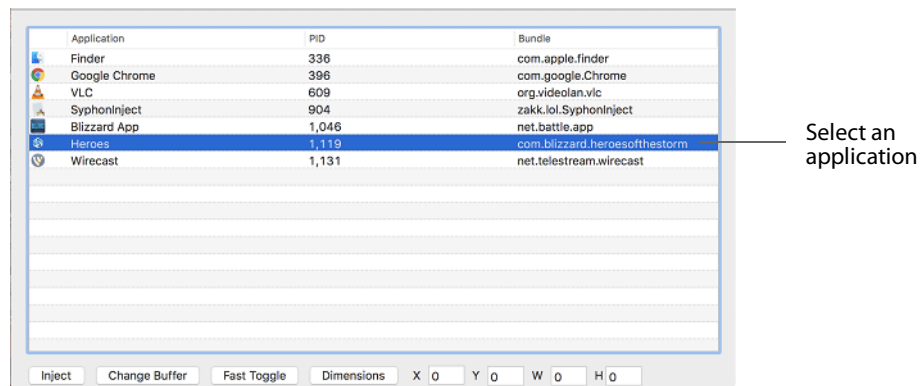 Application PID Bundle
Finder 336 com.apple.finder
Google Chrome 396 com.google.Chrome
VLC 609 org.videolan.vlc
SyphonInject 904 zakk.lol.SyphonInject
Blizzard App 1,046 net.battle.app
Heroes 1,119 com.blizzard.heroesofthestorm
Wirecast 1,131 net.telestream.wirecast
Select an
application
Inject Change Buffer Fast Toggle Dimensions X 0 Y 0 W 0 H 0